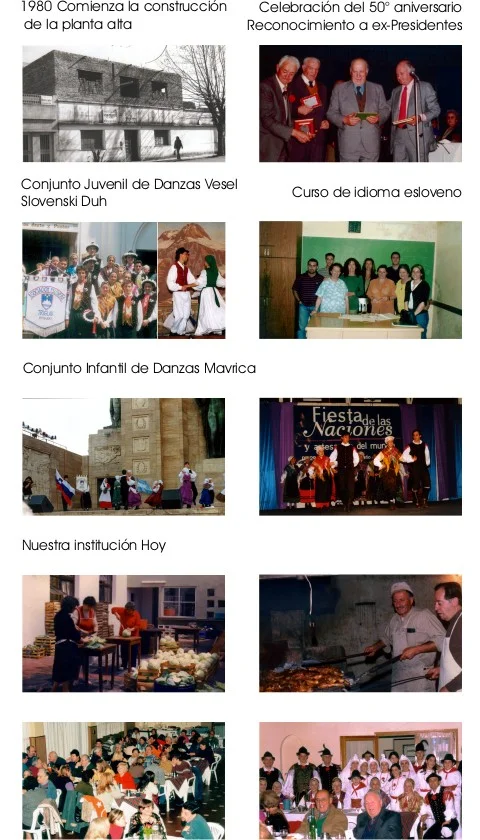 1980 Comienza la construcción
de la planta alta
Celebración del 50° aniversario
Reconocimiento a ex-Presidentes
Conjunto Juvenil de Danzas Vesel
Slovenski Duh
Curso de idioma esloveno
Conjunto Infantil de Danzas Mavrica
Fiesta de las
Naciones
Nuestra institución Hoy